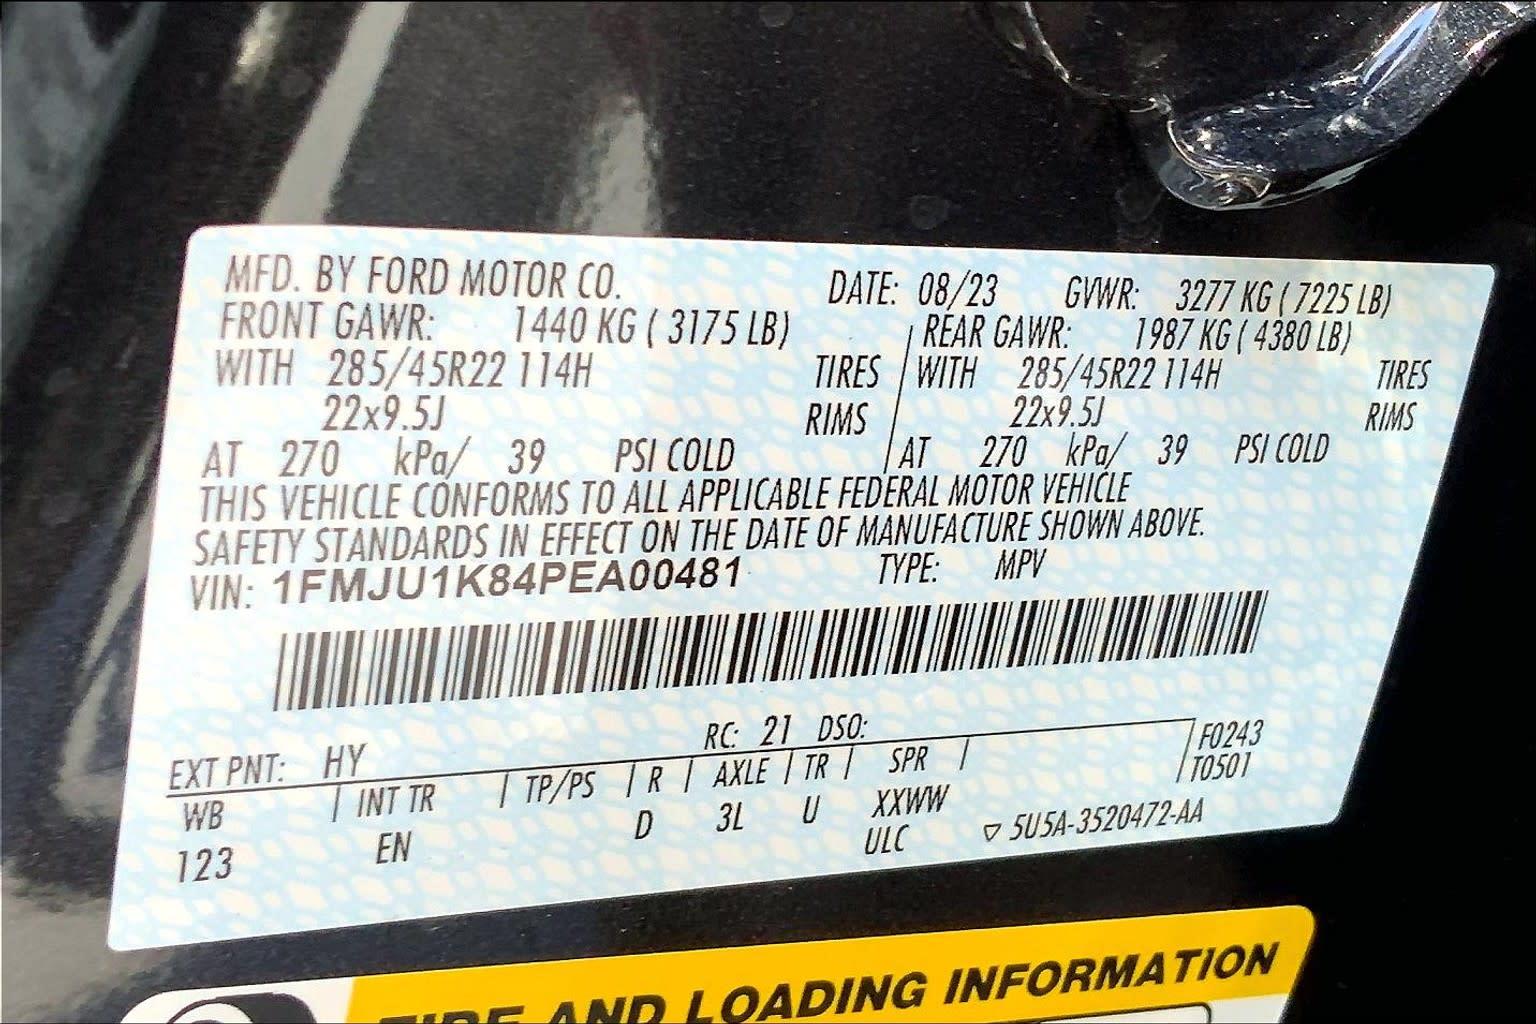 MFD. BY FORD MOTOR CO. DATE: 08/23 GVWR: 3277 KG ( 7225 LB)
FRONT GAWR: 1440 KG ( 3175 LB) REAR GAWR: 1987 KG ( 4380 LB)
WITH 285/45R22 114H TIRES WITH 285/45R22 114H TIRES
22x9.5J RIMS 22x9.5J RIMS
AT 270 kPa/ 39 PSI COLD AT 270 kPa/ 39 PSI COLD
THIS VEHICLE CONFORMS TO ALL APPLICABLE FEDERAL MOTOR VEHICLE
SAFETY STANDARDS IN EFFECT ON THE DATE OF MANUFACTURE SHOWN ABOVE.
VIN: 1FMJU1K84PEA00481 TYPE: MPV
EXT PNT: HY RC: 21 DSO: F0243
WB INT TR TP/PS R AXLE TR SPR T0501
123 EN D 3L U XXWW
ULC ▽ 5U5A-3520472-AA
TIRE AND LOADING INFORMATION